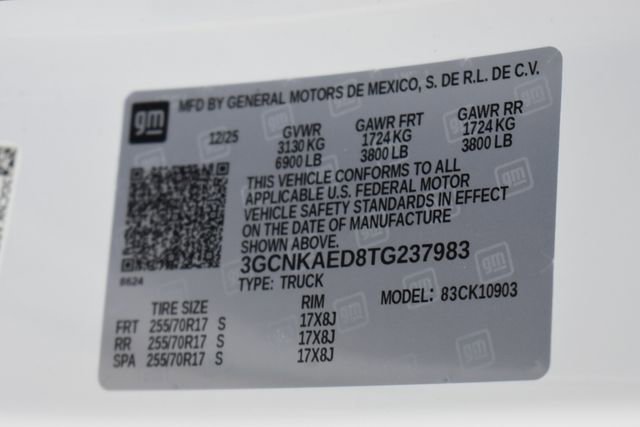 gm
MFD BY GENERAL MOTORS DE MEXICO, S. DE R.L. DE C.V.
12/25 GVWR GAWR FRT GAWR RR
3130 KG 1724 KG 1724 KG
6900 LB 3800 LB 3800 LB
THIS VEHICLE CONFORMS TO ALL
APPLICABLE U.S. FEDERAL MOTOR
VEHICLE SAFETY STANDARDS IN EFFECT
ON THE DATE OF MANUFACTURE
SHOWN ABOVE.
3GCNKAED8TG237983
8624
TYPE: TRUCK
MODEL: 83CK10903
TIRE SIZE RIM
FRT 255/70R17 S 17X8J
RR 255/70R17 S 17X8J
SPA 255/70R17 S 17X8J